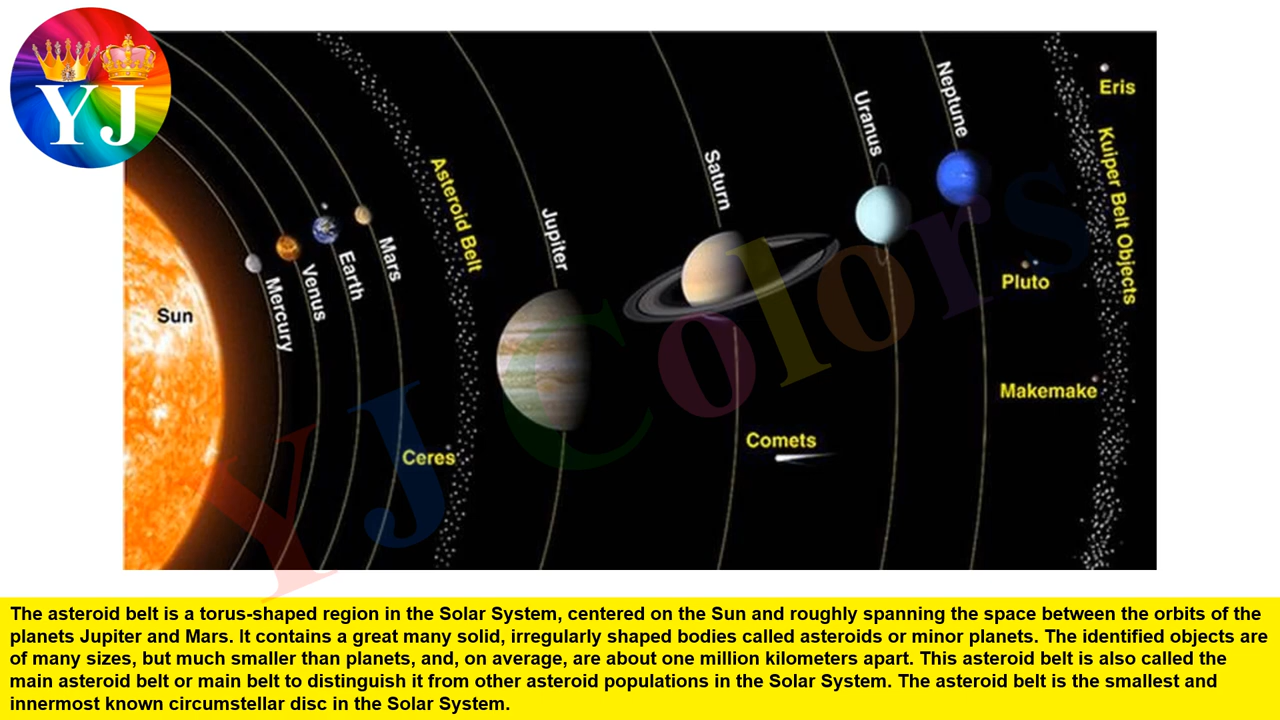 YJ
Eris
Neptune
Uranus
Kuiper Belt Objects
Saturn
Asteroid Belt
Jupiter
Mars
Earth
Venus
Mercury
Pluto
Sun
Makemake
Comets
Ceres
YJ Colors
The asteroid belt is a torus-shaped region in the Solar System, centered on the Sun and roughly spanning the space between the orbits of the
planets Jupiter and Mars. It contains a great many solid, irregularly shaped bodies called asteroids or minor planets. The identified objects are
of many sizes, but much smaller than planets, and, on average, are about one million kilometers apart. This asteroid belt is also called the
main asteroid belt or main belt to distinguish it from other asteroid populations in the Solar System. The asteroid belt is the smallest and
innermost known circumstellar disc in the Solar System.